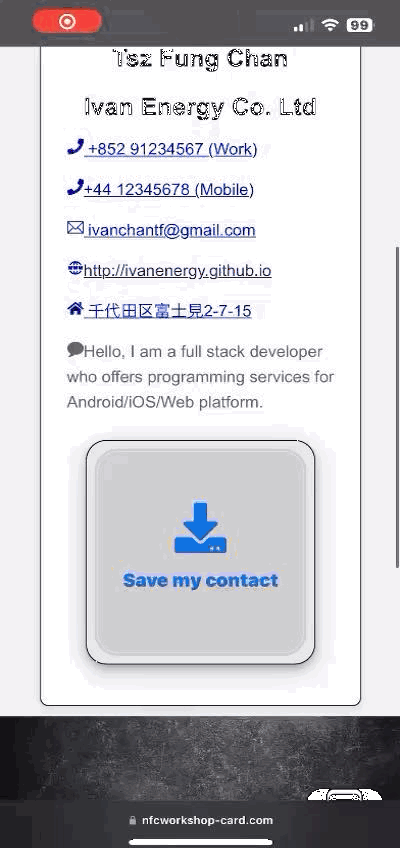 99
Tsz Fung Chan
Ivan Energy Co. Ltd
+852 91234567 (Work)
+44 12345678 (Mobile)
ivanchantf@gmail.com
http://ivanenergy.github.io
千代田区富士見2-7-15
Hello, I am a full stack developer
who offers programming services for
Android/iOS/Web platform.
Save my contact
nfcworkshop-card.com